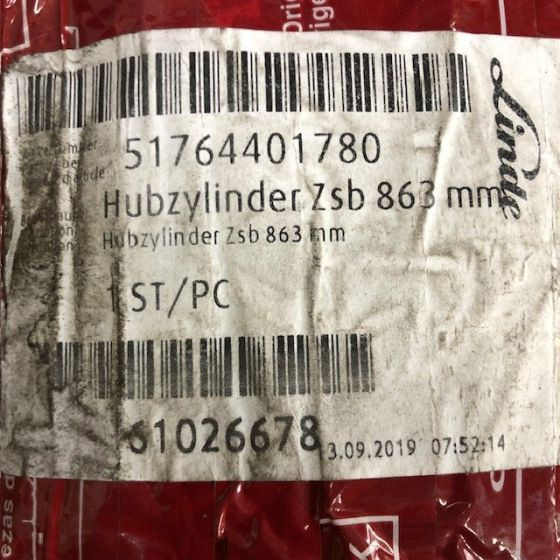 Linde
51764401780
Hubzylinder Zsb 863 mm
Hubzylinder Zsb 863 mm
1 ST/PC
61026678
3.09.2019 07:52:14
ezas d